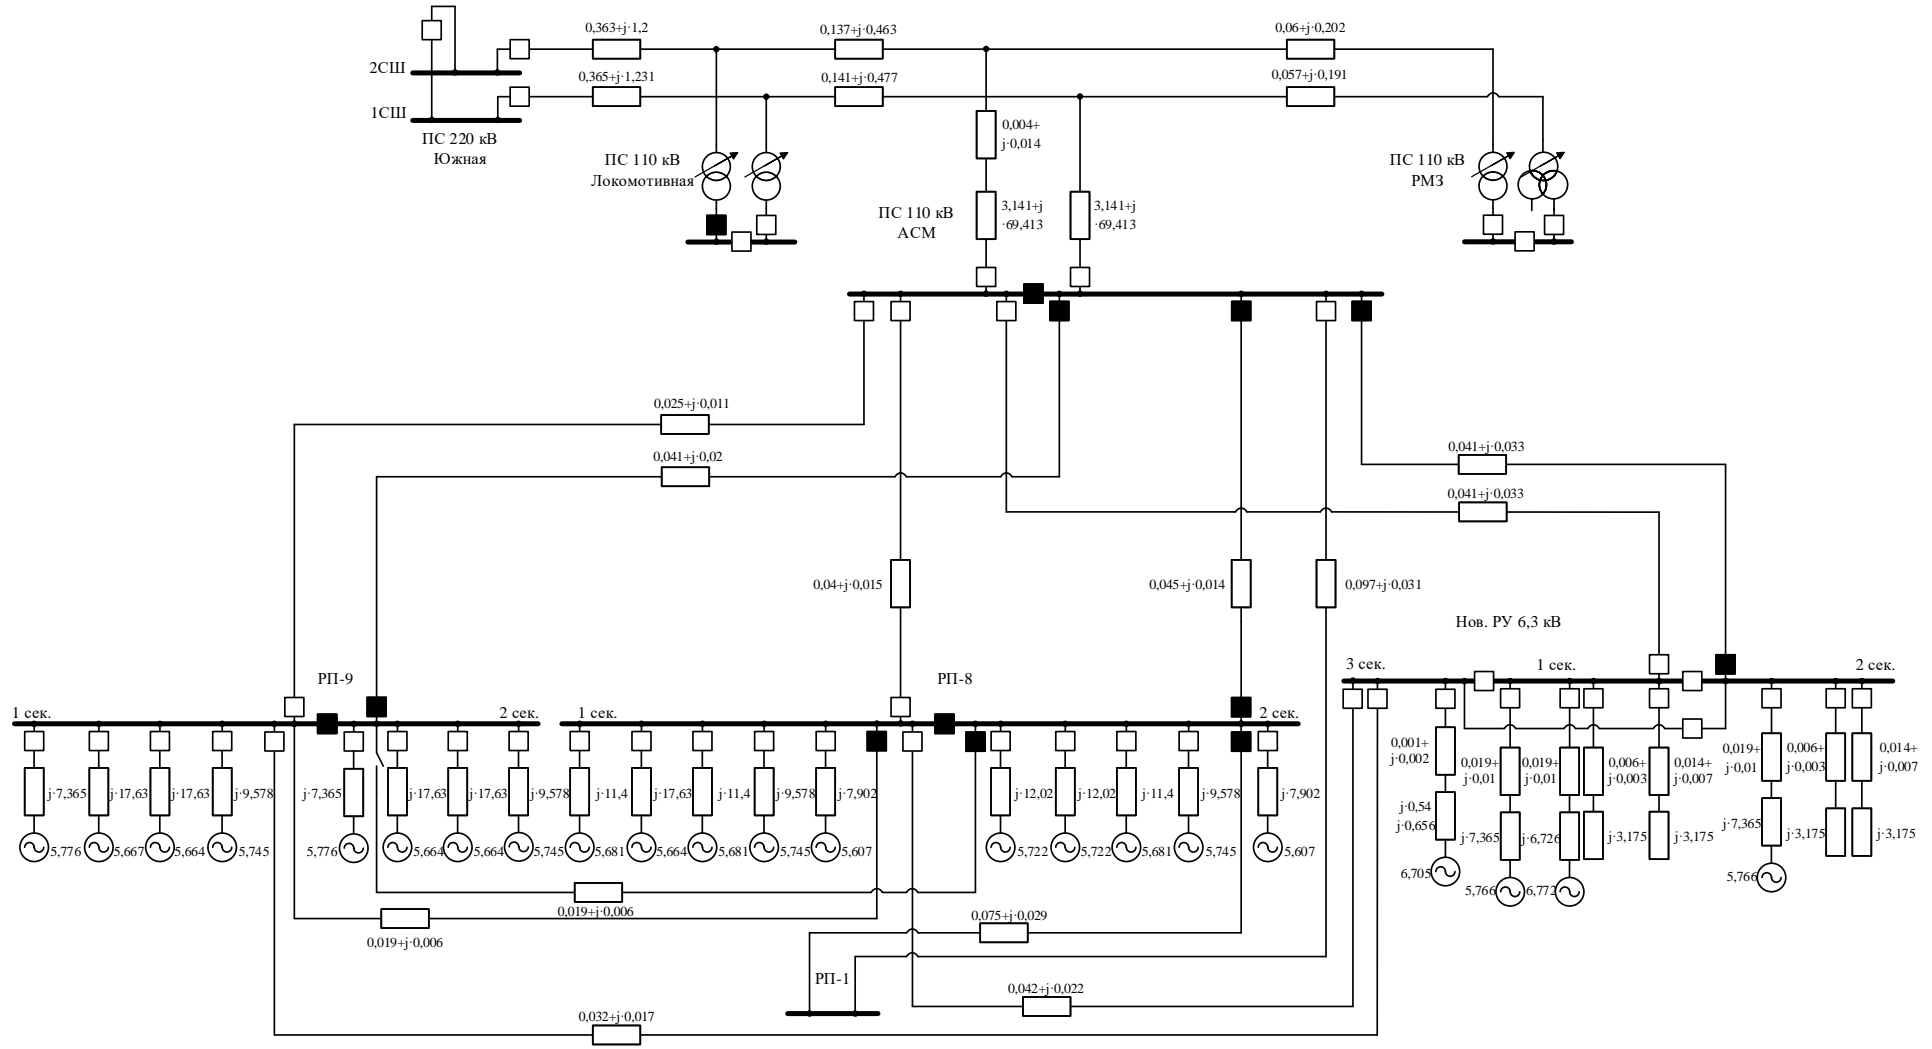 0,363+j·1,2
0,137+j·0,463
0,06+j·0,202
2СШ
0,365+j·1,231
0,141+j·0,477
0,057+j·0,191
1СШ
ПС 220 кВ
Южная
0,004+
j·0,014
ПС 110 кВ
Локомотивная
ПС 110 кВ
РМЗ
ПС 110 кВ
АСМ
3,141+j
·69,413
3,141+j
·69,413
0,025+j·0,011
0,041+j·0,02
0,041+j·0,033
0,041+j·0,033
0,04+j·0,015
0,045+j·0,014
0,097+j·0,031
Нов. РУ 6,3 кВ
РП-9
РП-8
3 сек.
1 сек.
2 сек.
1 сек.
2 сек.
1 сек.
2 сек.
0,001+
j·0,002
0,019+
j·0,01
0,019+
j·0,01
0,006+
j·0,003
0,014+
j·0,007
0,019+
j·0,01
0,006+
j·0,003
0,014+
j·0,007
j·7,365
j·17,63
j·17,63
j·9,578
j·7,365
j·17,63
j·17,63
j·9,578
j·11,4
j·17,63
j·11,4
j·9,578
j·7,902
j·12,02
j·12,02
j·11,4
j·9,578
j·7,902
j·0,54
j·0,656
j·7,365
j·6,726
j·3,175
j·3,175
j·7,365
j·3,175
j·3,175
5,776
5,667
5,664
5,745
5,776
5,664
5,664
5,745
5,681
5,664
5,681
5,745
5,607
5,722
5,722
5,681
5,745
5,607
6,705
5,766
6,772
5,766
0,019+j·0,006
0,019+j·0,006
0,075+j·0,029
РП-1
0,042+j·0,022
0,032+j·0,017